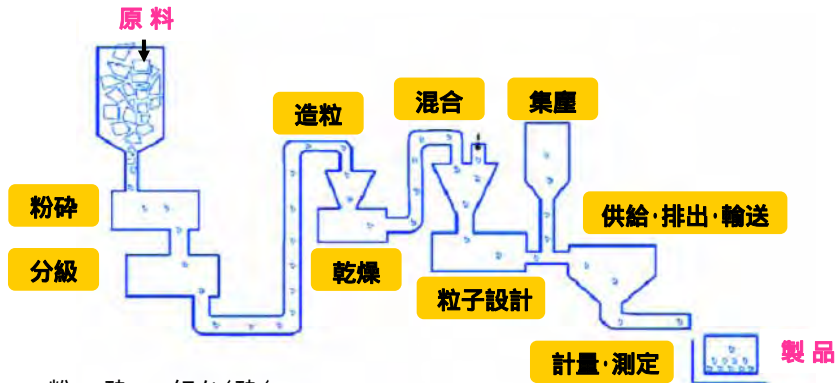 原料
混合
集塵
造粒
粉砕
供給・排出・輸送
分級
乾燥
粒子設計
計量・測定
製品